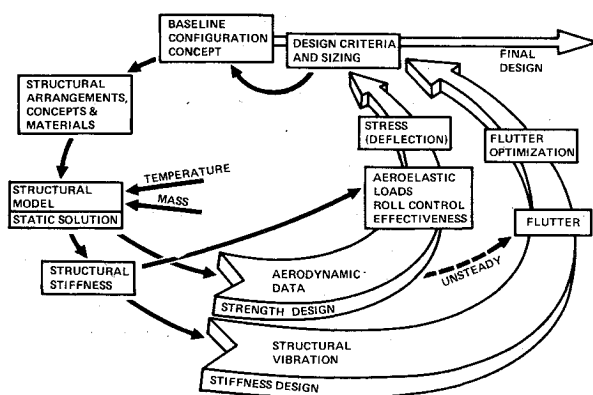 BASELINE
CONFIGURATION
CONCEPT
DESIGN CRITERIA
AND SIZING
FINAL
DESIGN
STRUCTURAL
ARRANGEMENTS,
CONCEPTS &
MATERIALS
STRESS
(DEFLECTION)
FLUTTER
OPTIMIZATION
TEMPERATURE
MASS
STRUCTURAL
MODEL
STATIC SOLUTION
AEROELASTIC
LOADS
ROLL CONTROL
EFFECTIVENESS
FLUTTER
STRUCTURAL
STIFFNESS
AERODYNAMIC
DATA
UNSTEADY
STRENGTH DESIGN
STRUCTURAL
VIBRATION
STIFFNESS DESIGN